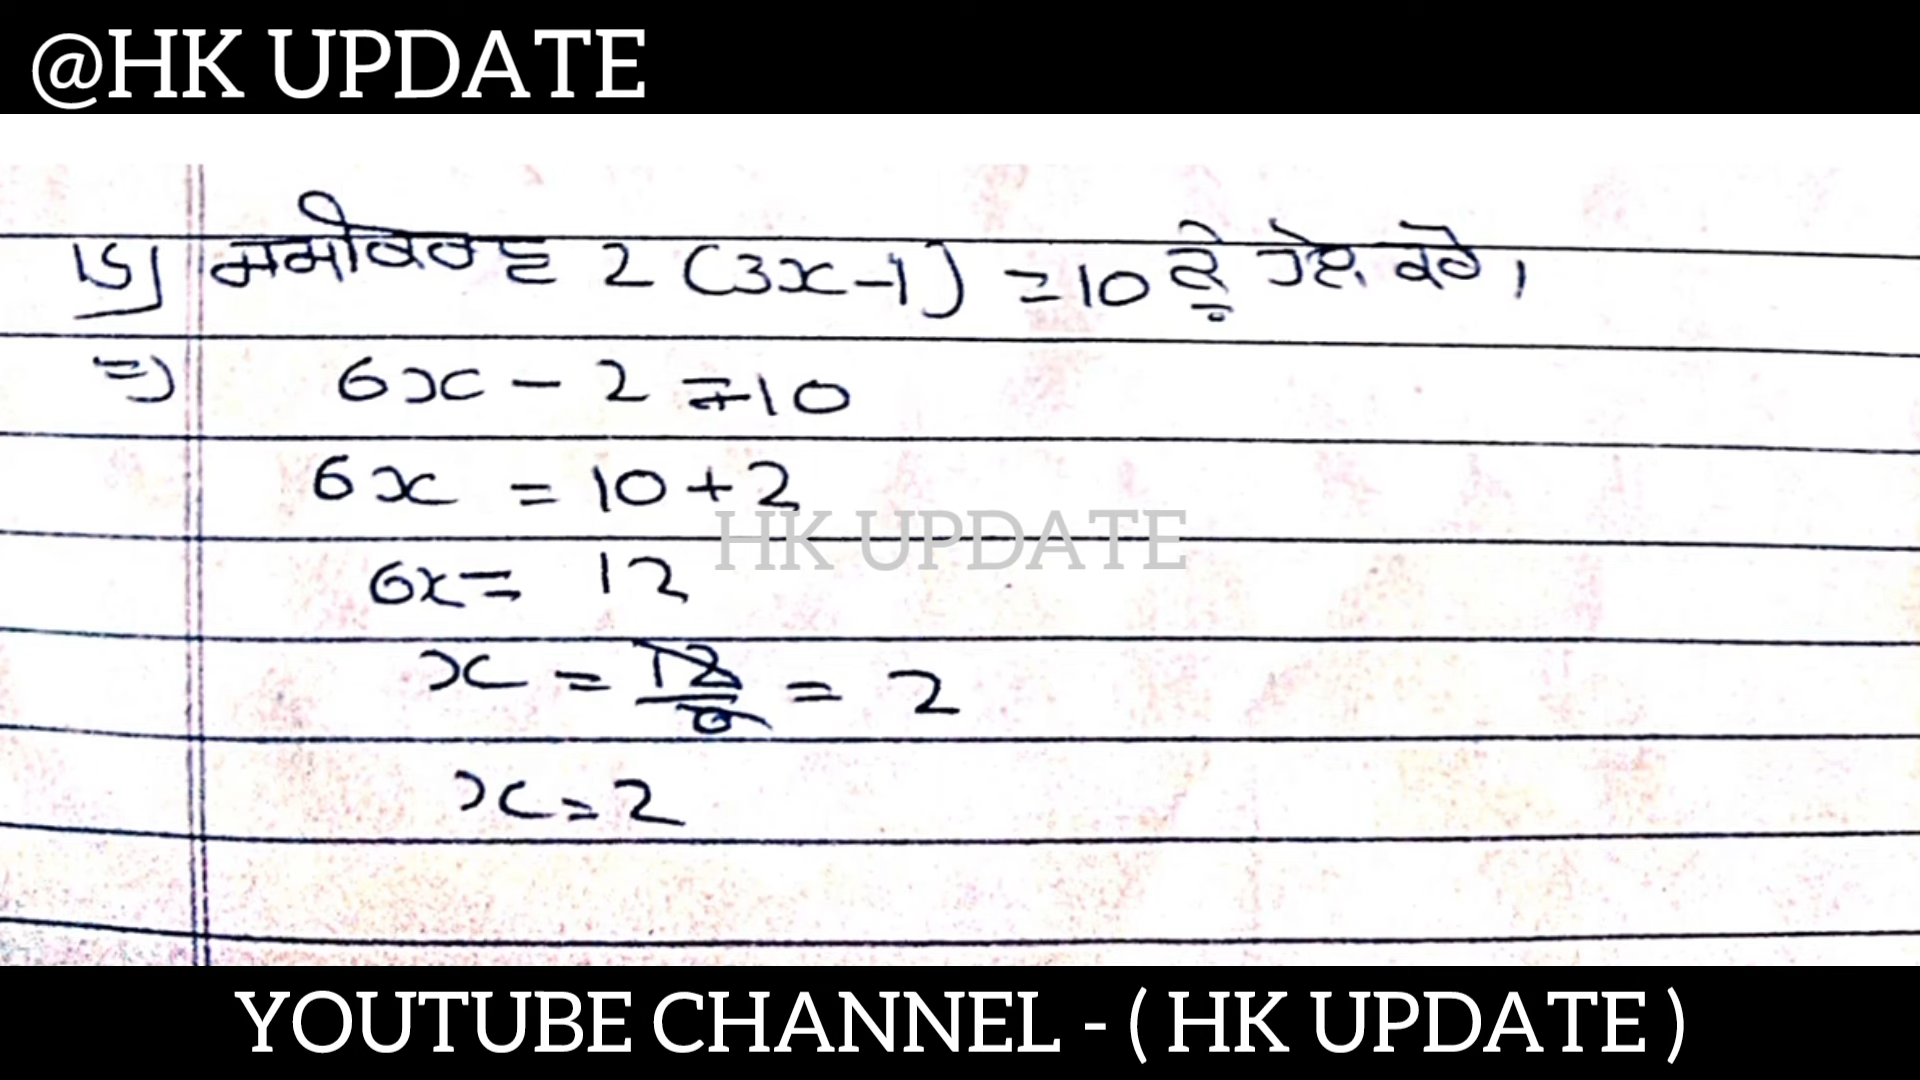 @HK UPDATE
15) ਸਮੀਕਰਣ 2 (3x-1) = 10 ਨੂੰ ਹੱਲ ਕਰੋ।
=> 6x - 2 = 10
6x = 10 + 2
HK UPDATE
6x = 12
x = 12/6 = 2
x = 2
YOUTUBE CHANNEL - ( HK UPDATE )